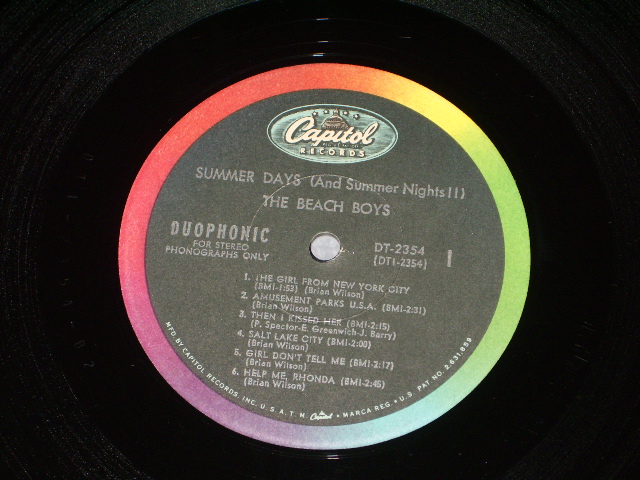 Capitol
RECORDS
SUMMER DAYS (And Summer Nights!!)
THE BEACH BOYS
DUOPHONIC
FOR STEREO
PHONOGRAPHS ONLY
DT-2354
(DT1-2354)
1
1. THE GIRL FROM NEW YORK CITY
(BMI-1:53) (Brian Wilson)
2. AMUSEMENT PARKS U.S.A. (BMI-2:31)
(Brian Wilson)
3. THEN I KISSED HER (BMI-2:15)
(P. Spector-E. Greenwich-J. Barry)
4. SALT LAKE CITY (BMI-2:00)
(Brian Wilson)
5. GIRL DON'T TELL ME (BMI-2:17)
(Brian Wilson)
6. HELP ME, RHONDA (BMI-2:45)
(Brian Wilson)
MFD. BY CAPITOL RECORDS, INC. U.S.A. T.M. Capitol MARCA REG. • U.S. PAT. NO. 2,631,859